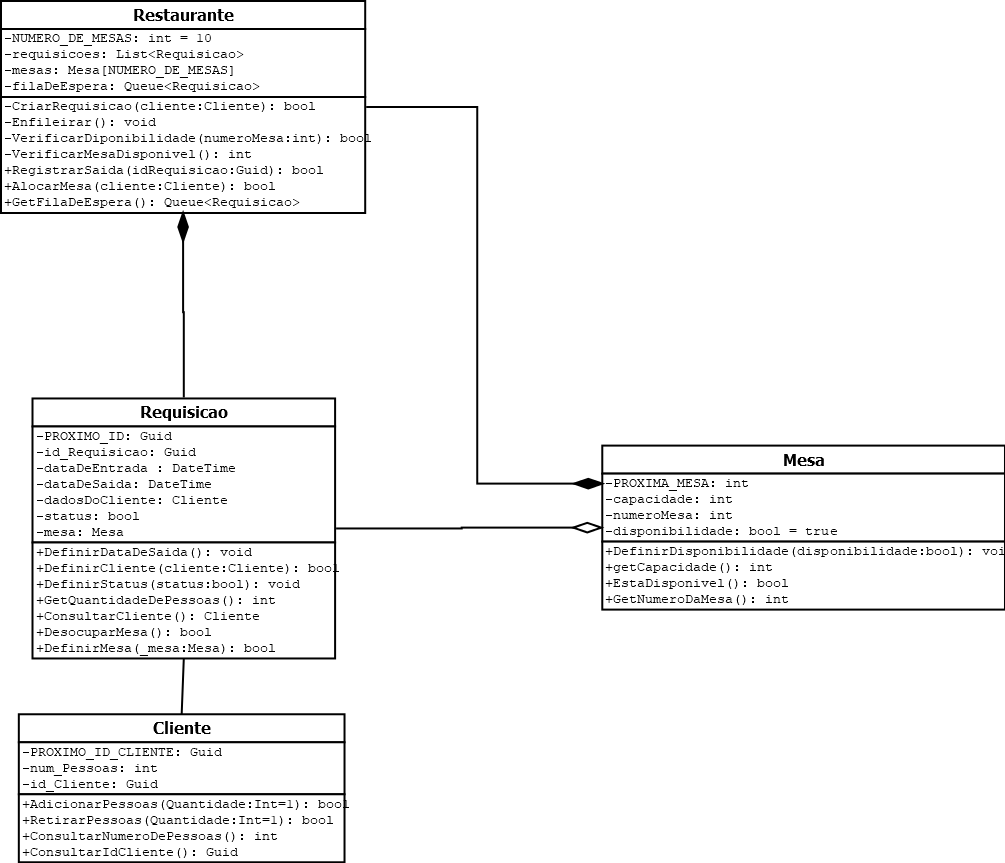 Restaurante
-NUMERO_DE_MESAS: int = 10
-requisicoes: List<Requisicao>
-mesas: Mesa[NUMERO_DE_MESAS]
-filaDeEspera: Queue<Requisicao>
-CriarRequisicao(cliente:Cliente): bool
-Enfileirar(): void
-VerificarDiponibilidade(numeroMesa:int): bool
-VerificarMesaDisponivel(): int
+RegistrarSaida(idRequisicao:Guid): bool
+AlocarMesa(cliente:Cliente): bool
+GetFilaDeEspera(): Queue<Requisicao>
Requisicao
-PROXIMO_ID: Guid
-id_Requisicao: Guid
-dataDeEntrada : DateTime
-dataDeSaida: DateTime
-dadosDoCliente: Cliente
-status: bool
-mesa: Mesa
+DefinirDataDeSaida(): void
+DefinirCliente(cliente:Cliente): bool
+DefinirStatus(status:bool): void
+GetQuantidadeDePessoas(): int
+ConsultarCliente(): Cliente
+DesocuparMesa(): bool
+DefinirMesa(_mesa:Mesa): bool
Mesa
-PROXIMA_MESA: int
-capacidade: int
-numeroMesa: int
-disponibilidade: bool = true
+DefinirDisponibilidade(disponibilidade:bool): voi
+getCapacidade(): int
+EstaDisponivel(): bool
+GetNumeroDaMesa(): int
Cliente
-PROXIMO_ID_CLIENTE: Guid
-num_Pessoas: int
-id_Cliente: Guid
+AdicionarPessoas(Quantidade:Int=1): bool
+RetirarPessoas(Quantidade:Int=1): bool
+ConsultarNumeroDePessoas(): int
+ConsultarIdCliente(): Guid